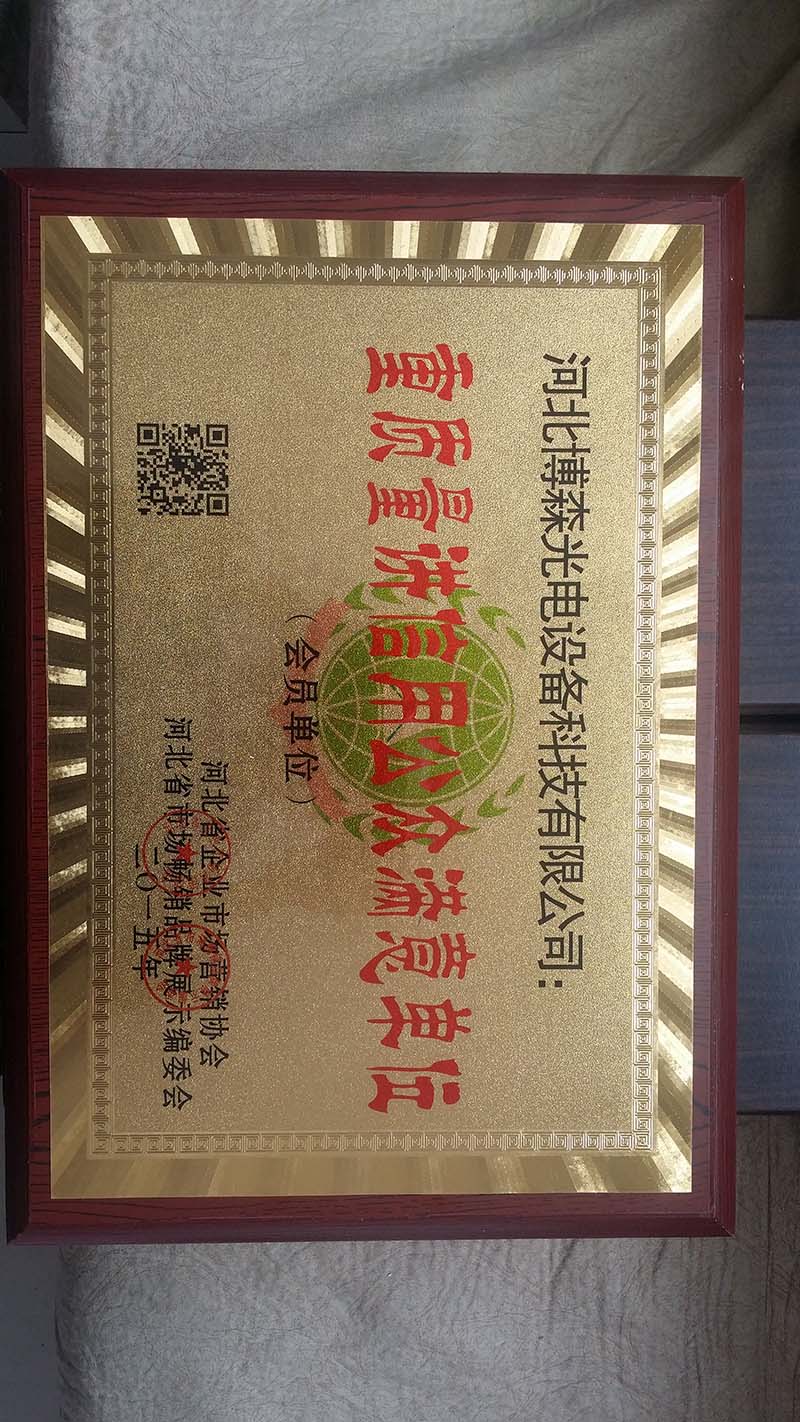 河北博森光电设备科技有限公司：
重质量讲信用公众满意单位
（会员单位）
河北省企业市场营销协会
河北省市场畅销品牌展示编委会
二〇一五年